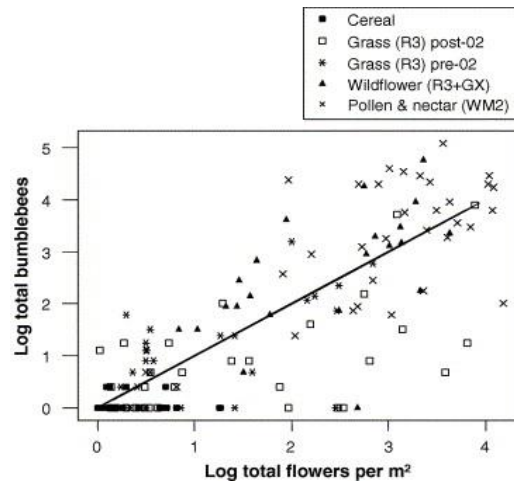 Cereal
Grass (R3) post-02
Grass (R3) pre-02
Wildflower (R3+GX)
Pollen & nectar (WM2)
5
4
3
2
1
0
Log total bumblebees
0
1
2
3
4
Log total flowers per m²